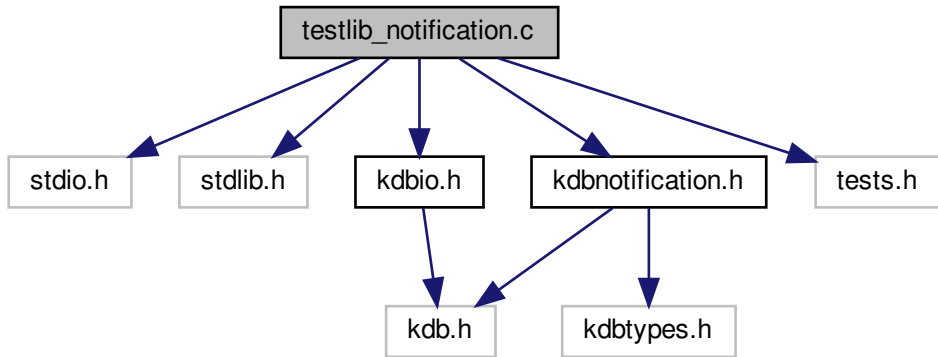 testlib_notification.c
stdio.h
stdlib.h
kdbio.h
kdbnotification.h
tests.h
kdb.h
kdbtypes.h